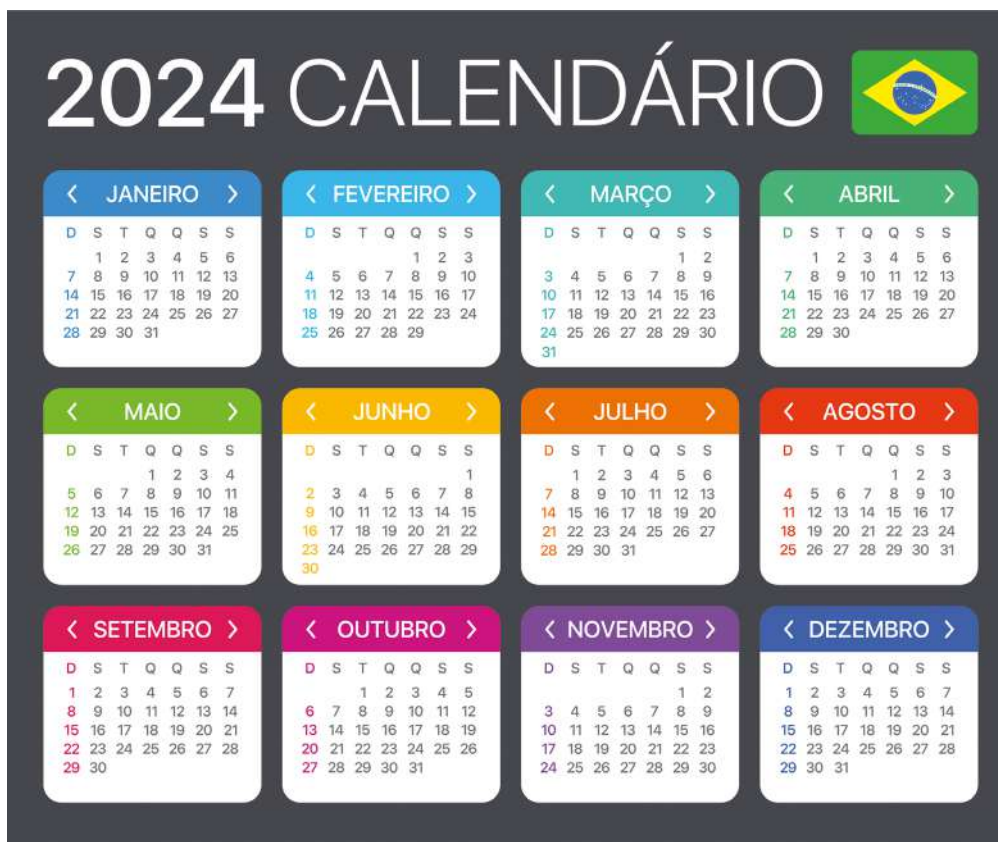 2024 CALENDÁRIO
JANEIRO
D S T Q Q S S
1 2 3 4 5 6
7 8 9 10 11 12 13
14 15 16 17 18 19 20
21 22 23 24 25 26 27
28 29 30 31
FEVEREIRO
D S T Q Q S S
1 2 3
4 5 6 7 8 9 10
11 12 13 14 15 16 17
18 19 20 21 22 23 24
25 26 27 28 29
MARÇO
D S T Q Q S S
1 2
3 4 5 6 7 8 9
10 11 12 13 14 15 16
17 18 19 20 21 22 23
24 25 26 27 28 29 30
31
ABRIL
D S T Q Q S S
1 2 3 4 5 6
7 8 9 10 11 12 13
14 15 16 17 18 19 20
21 22 23 24 25 26 27
28 29 30
MAIO
D S T Q Q S S
1 2 3 4
5 6 7 8 9 10 11
12 13 14 15 16 17 18
19 20 21 22 23 24 25
26 27 28 29 30 31
JUNHO
D S T Q Q S S
1
2 3 4 5 6 7 8
9 10 11 12 13 14 15
16 17 18 19 20 21 22
23 24 25 26 27 28 29
30
JULHO
D S T Q Q S S
1 2 3 4 5 6
7 8 9 10 11 12 13
14 15 16 17 18 19 20
21 22 23 24 25 26 27
28 29 30 31
AGOSTO
D S T Q Q S S
1 2 3
4 5 6 7 8 9 10
11 12 13 14 15 16 17
18 19 20 21 22 23 24
25 26 27 28 29 30 31
SETEMBRO
D S T Q Q S S
1 2 3 4 5 6 7
8 9 10 11 12 13 14
15 16 17 18 19 20 21
22 23 24 25 26 27 28
29 30
OUTUBRO
D S T Q Q S S
1 2 3 4 5
6 7 8 9 10 11 12
13 14 15 16 17 18 19
20 21 22 23 24 25 26
27 28 29 30 31
NOVEMBRO
D S T Q Q S S
1 2
3 4 5 6 7 8 9
10 11 12 13 14 15 16
17 18 19 20 21 22 23
24 25 26 27 28 29 30
DEZEMBRO
D S T Q Q S S
1 2 3 4 5 6 7
8 9 10 11 12 13 14
15 16 17 18 19 20 21
22 23 24 25 26 27 28
29 30 31